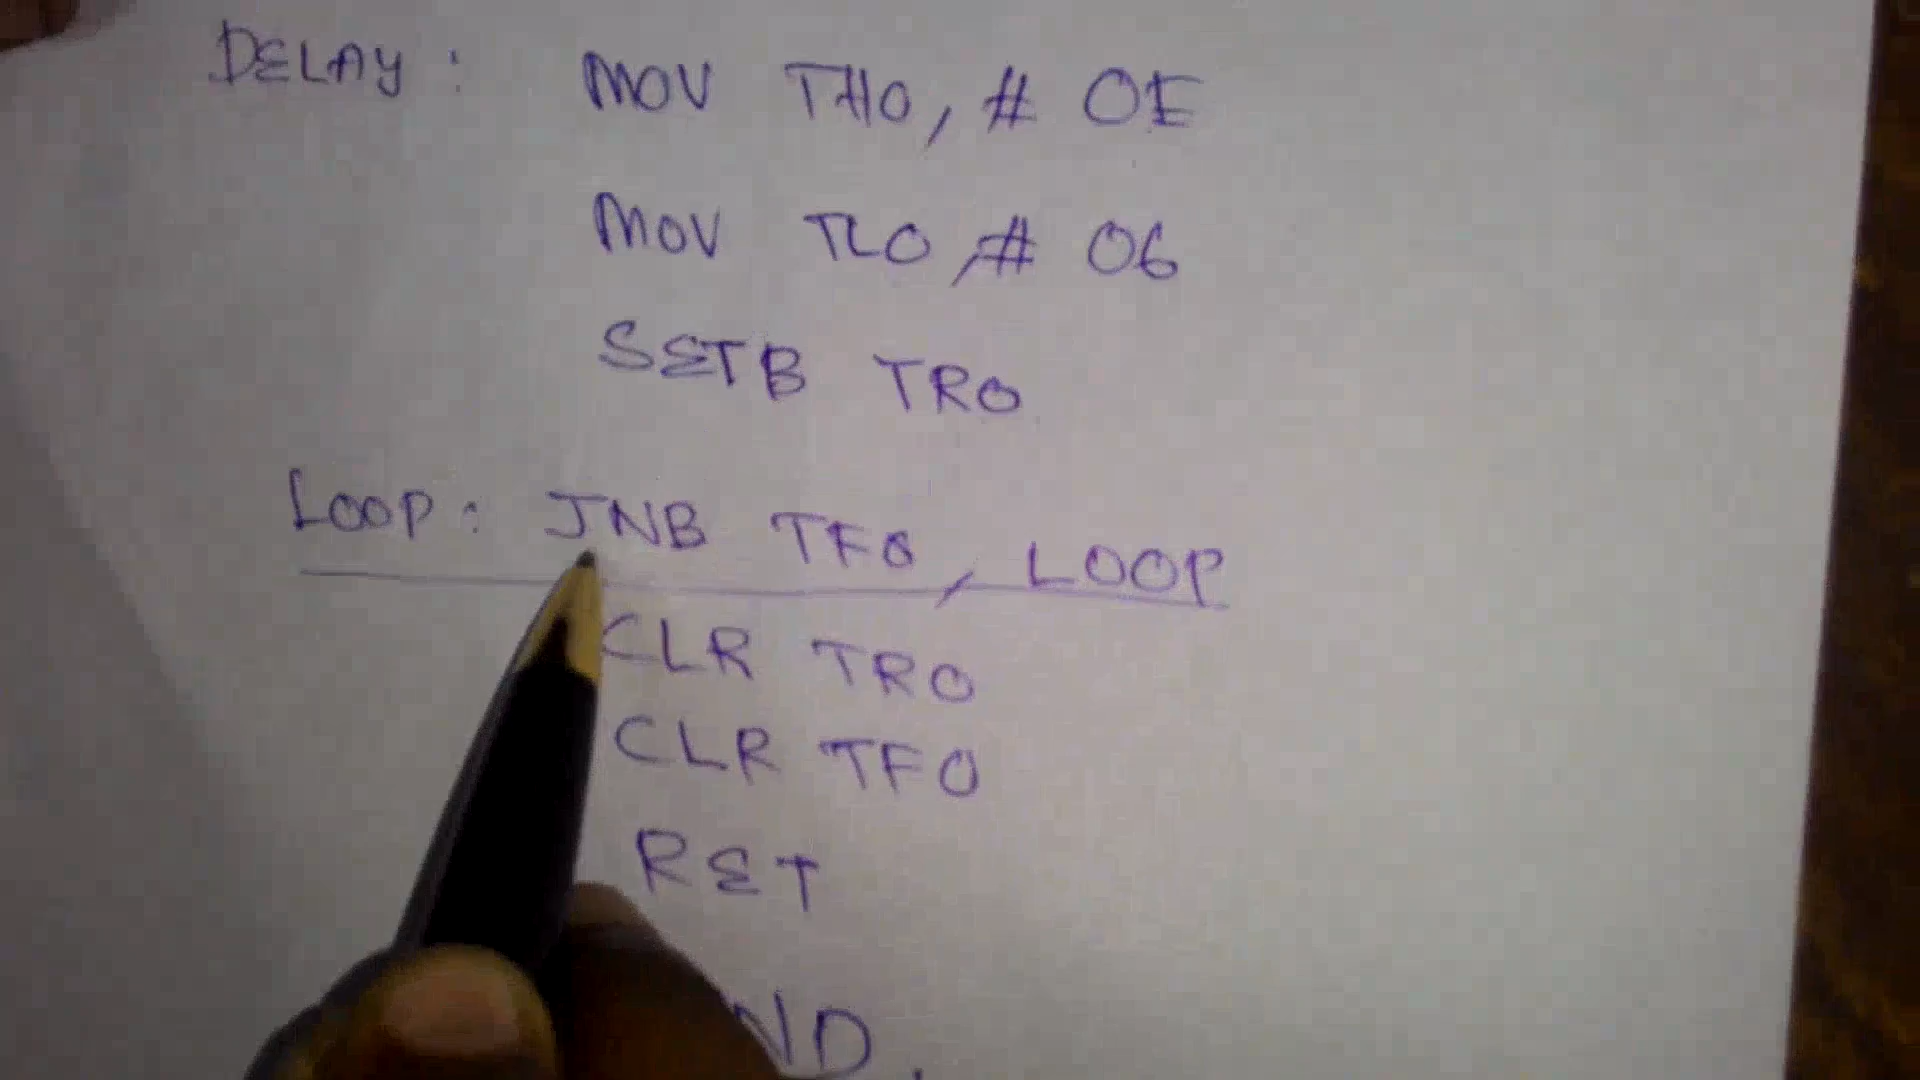 DELAY: MOV TH0, # 0E
MOV TL0,# 06
SETB TR0
LOOP: JNB TF0, LOOP
CLR TR0
CLR TF0
RET